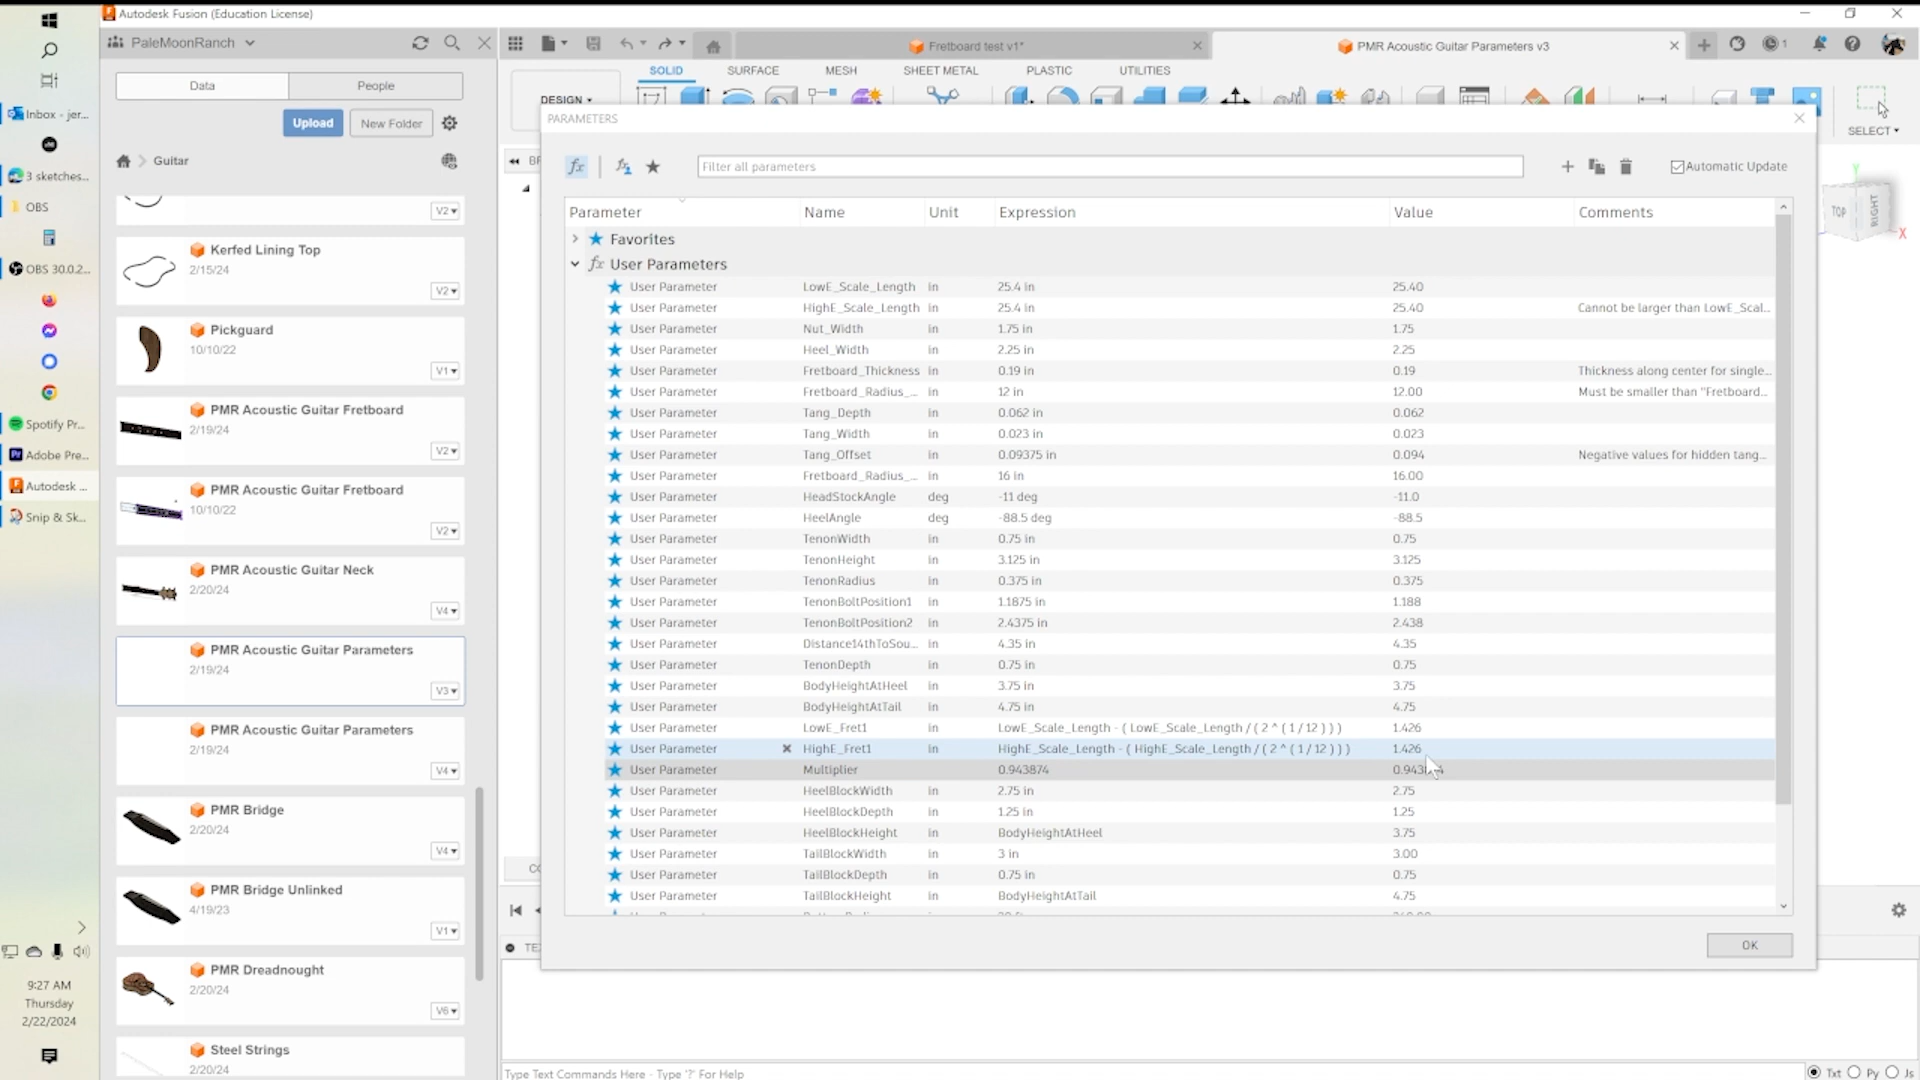 Autodesk Fusion (Education License)
PaleMoonRanch
Data
People
Upload
New Folder
Guitar
V2
Kerfed Lining Top
2/15/24
V2
Pickguard
10/10/22
V1
PMR Acoustic Guitar Fretboard
2/19/24
V2
PMR Acoustic Guitar Fretboard
10/10/22
V2
PMR Acoustic Guitar Neck
2/20/24
V4
PMR Acoustic Guitar Parameters
2/19/24
V3
PMR Acoustic Guitar Parameters
2/19/24
V4
PMR Bridge
2/20/24
V4
PMR Bridge Unlinked
4/19/23
V1
PMR Dreadnought
2/20/24
V6
Steel Strings
2/20/24
Inbox - jer...
3 sketches...
OBS
OBS 30.0.2...
Spotify Pr...
Adobe Pre...
Autodesk ...
Snip & Sk...
9:27 AM
Thursday
2/22/2024
Fretboard test v1*
PMR Acoustic Guitar Parameters v3
1
SOLID SURFACE MESH SHEET METAL PLASTIC UTILITIES
DESIGN
SELECT
TOP
RIGHT
Y
X
PARAMETERS
fx
Filter all parameters
Automatic Update
Parameter Name Unit Expression Value Comments
Favorites
fx User Parameters
User Parameter LowE_Scale_Length in 25.4 in 25.40
User Parameter HighE_Scale_Length in 25.4 in 25.40 Cannot be larger than LowE_Scal...
User Parameter Nut_Width in 1.75 in 1.75
User Parameter Heel_Width in 2.25 in 2.25
User Parameter Fretboard_Thickness in 0.19 in 0.19 Thickness along center for single...
User Parameter Fretboard_Radius_... in 12 in 12.00 Must be smaller than "Fretboard...
User Parameter Tang_Depth in 0.062 in 0.062
User Parameter Tang_Width in 0.023 in 0.023
User Parameter Tang_Offset in 0.09375 in 0.094 Negative values for hidden tang...
User Parameter Fretboard_Radius_... in 16 in 16.00
User Parameter HeadStockAngle deg -11 deg -11.0
User Parameter HeelAngle deg -88.5 deg -88.5
User Parameter TenonWidth in 0.75 in 0.75
User Parameter TenonHeight in 3.125 in 3.125
User Parameter TenonRadius in 0.375 in 0.375
User Parameter TenonBoltPosition1 in 1.1875 in 1.188
User Parameter TenonBoltPosition2 in 2.4375 in 2.438
User Parameter Distance14thToSou... in 4.35 in 4.35
User Parameter TenonDepth in 0.75 in 0.75
User Parameter BodyHeightAtHeel in 3.75 in 3.75
User Parameter BodyHeightAtTail in 4.75 in 4.75
User Parameter LowE_Fret1 in LowE_Scale_Length - ( LowE_Scale_Length / ( 2 ^ ( 1 / 12 ) ) ) 1.426
User Parameter HighE_Fret1 in HighE_Scale_Length - ( HighE_Scale_Length / ( 2 ^ ( 1 / 12 ) ) ) 1.426
User Parameter Multiplier 0.943874
User Parameter HeelBlockWidth in 2.75 in 2.75
User Parameter HeelBlockDepth in 1.25 in 1.25
User Parameter HeelBlockHeight in BodyHeightAtHeel 3.75
User Parameter TailBlockWidth in 3 in 3.00
User Parameter TailBlockDepth in 0.75 in 0.75
User Parameter TailBlockHeight in BodyHeightAtTail 4.75
OK
Type Text Commands Here - Type '?' For Help
Txt Py Js